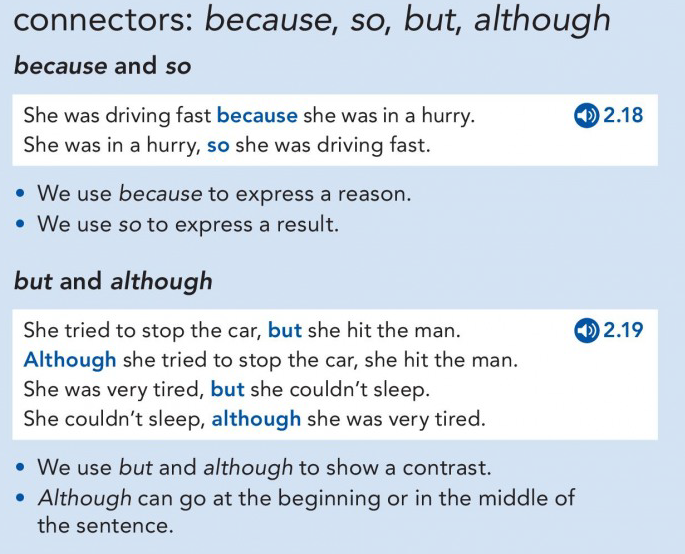 connectors: because, so, but, although
because and so
She was driving fast because she was in a hurry. 2.18
She was in a hurry, so she was driving fast.
• We use because to express a reason.
• We use so to express a result.
but and although
She tried to stop the car, but she hit the man. 2.19
Although she tried to stop the car, she hit the man.
She was very tired, but she couldn't sleep.
She couldn't sleep, although she was very tired.
• We use but and although to show a contrast.
• Although can go at the beginning or in the middle of
the sentence.